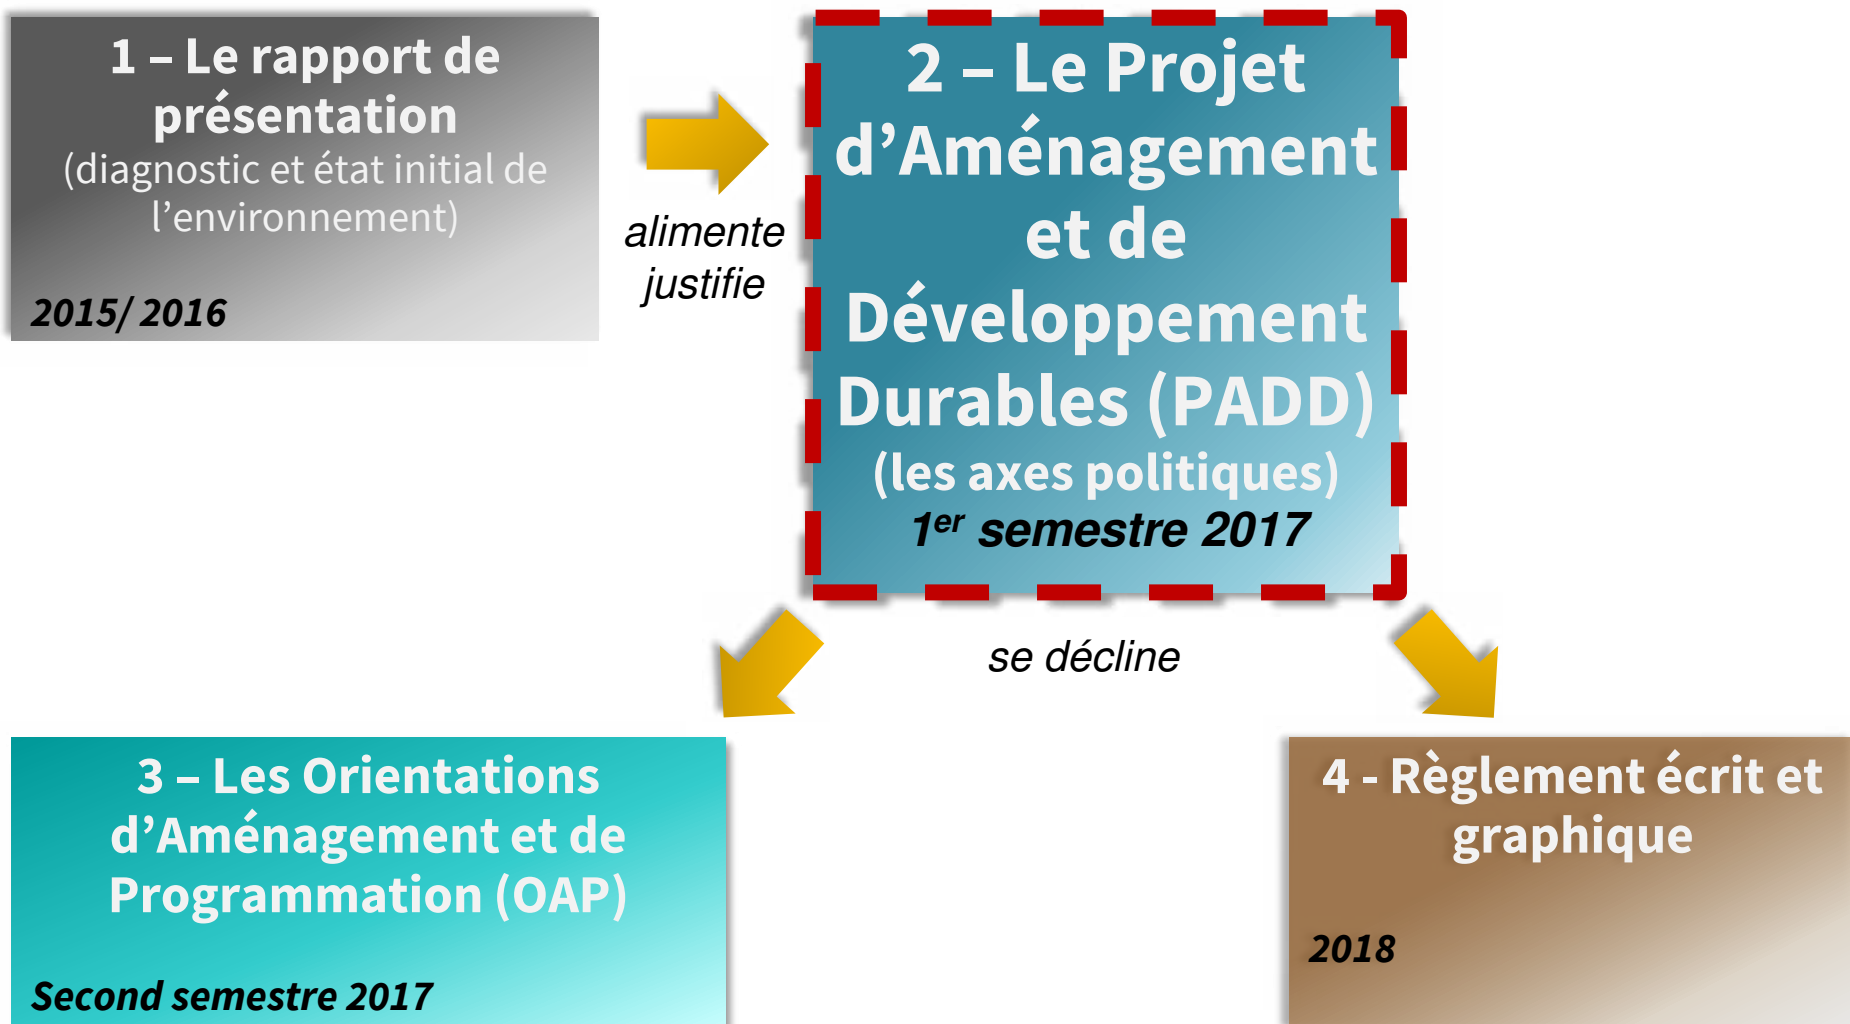 1 – Le rapport de
présentation
(diagnostic et état initial de
l’environnement)
2015/ 2016
alimente
justifie
2 – Le Projet
d’Aménagement
et de
Développement
Durables (PADD)
(les axes politiques)
1er semestre 2017
se décline
3 – Les Orientations
d’Aménagement et de
Programmation (OAP)
Second semestre 2017
4 - Règlement écrit et
graphique
2018